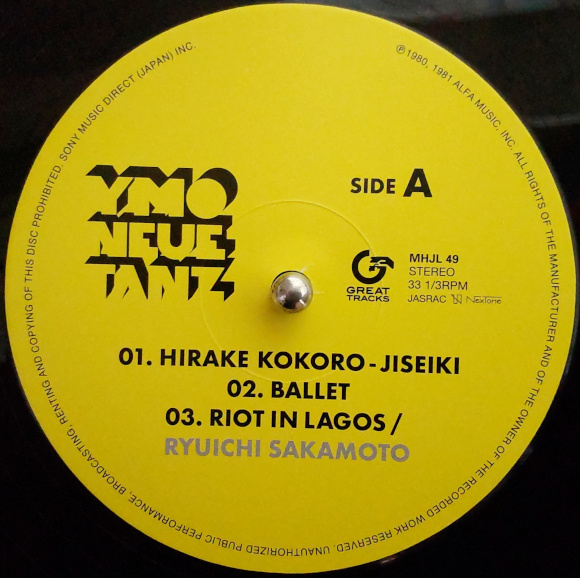 ℗1980, 1981 ALFA MUSIC, INC. ALL RIGHTS OF THE MANUFACTURER AND OF THE OWNER OF THE RECORDED WORK RESERVED. UNAUTHORIZED PUBLIC PERFORMANCE, BROADCASTING, RENTING AND COPYING OF THIS DISC PROHIBITED. SONY MUSIC DIRECT (JAPAN) INC.
YMO
NEUE
TANZ
SIDE A
GREAT
TRACKS
MHJL 49
STEREO
33 1/3RPM
JASRAC NexTone
01. HIRAKE KOKORO-JISEIKI
02. BALLET
03. RIOT IN LAGOS /
RYUICHI SAKAMOTO